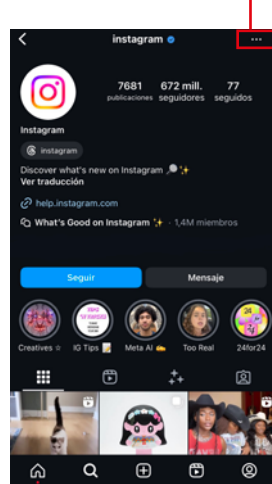 instagram
7681 672 mill. 77
publicaciones seguidores seguidos
Instagram
instagram
Discover what's new on Instagram 🔎✨
Ver traducción
help.instagram.com
What's Good on Instagram ✨ · 1,4M miembros
Seguir Mensaje
Creatives ☆ IG Tips 📝 Meta AI Too Real 24for24